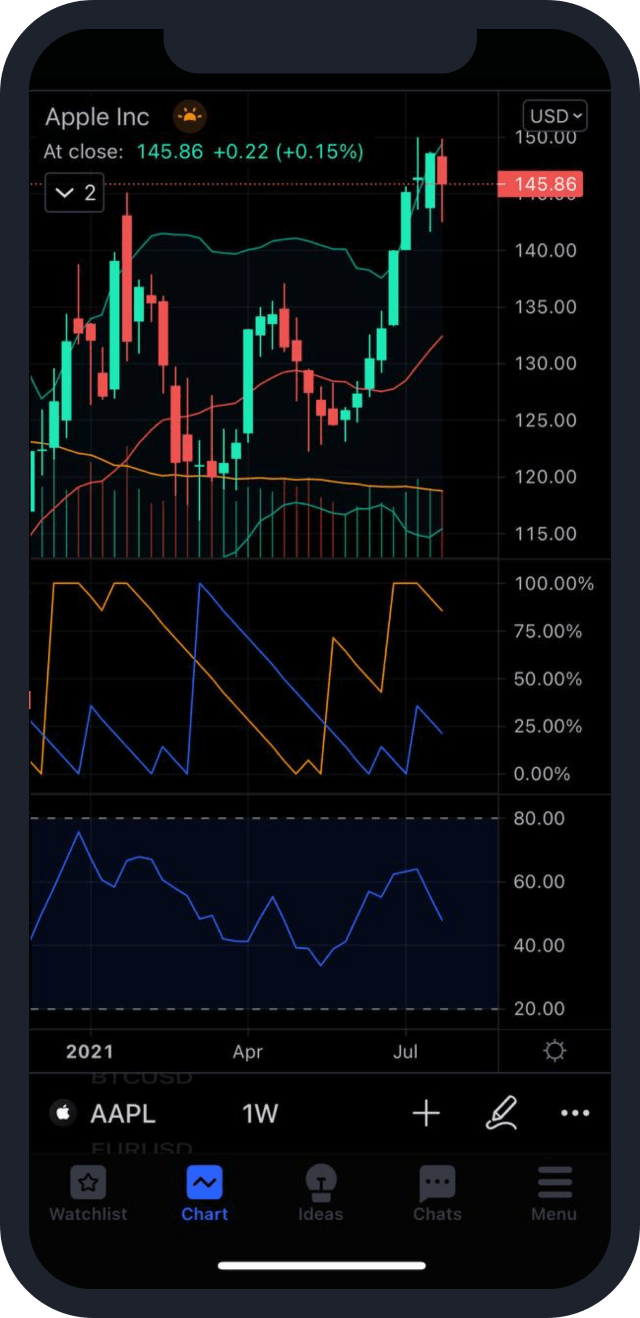 Apple Inc
USD
150.00
At close: 145.86 +0.22 (+0.15%)
145.86
2
140.00
135.00
130.00
125.00
120.00
115.00
100.00%
75.00%
50.00%
25.00%
0.00%
80.00
60.00
40.00
20.00
2021 Apr Jul
BTCUSD
AAPL 1W
EURUSD
Watchlist Chart Ideas Chats Menu